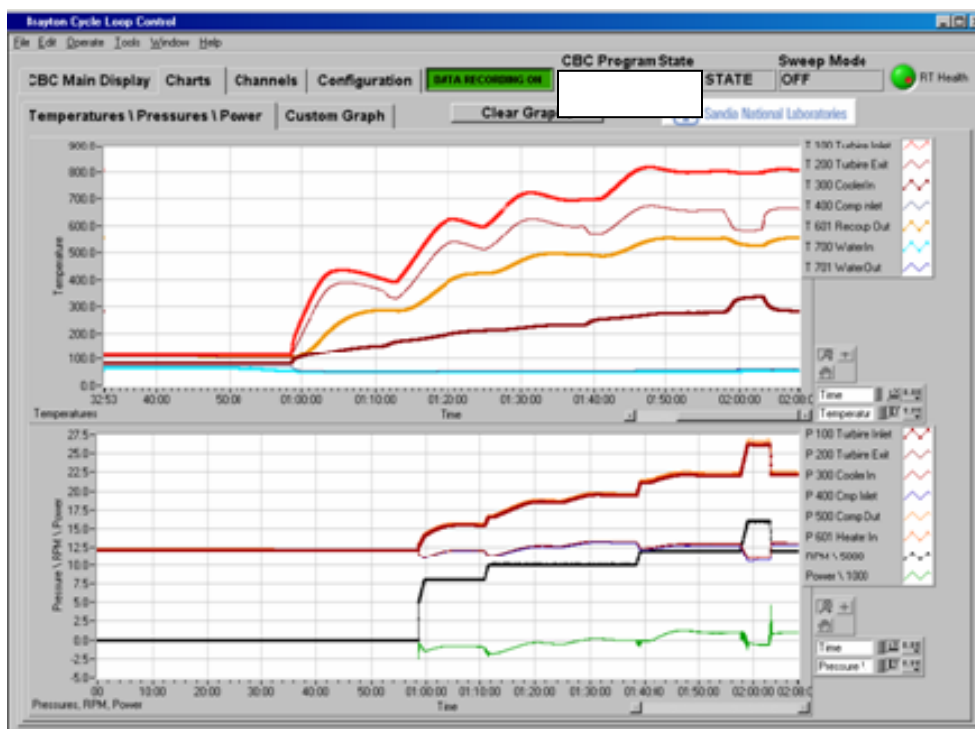 Brayton Cycle Loop Control
File Edit Operate Tools Window Help
CBC Program State Sweep Mode
CBC Main Display Charts Channels Configuration DATA RECORDING ON STATE OFF RT Health
Temperatures \ Pressures \ Power Custom Graph Clear Grap Sandia National Laboratories
900.0
800.0
700.0
600.0
500.0
400.0
300.0
200.0
100.0
0.0
Temperature
32:53 40:00 50:00 01:00:00 01:10:00 01:20:00 01:30:00 01:40:00 01:50:00 02:00:00
Temperatures Time
T 100 Turbine Inlet
T 200 Turbine Exit
T 300 CoolerIn
T 400 Comp inlet
T 601 Recoup Out
T 700 WaterIn
T 701 WaterOut
Time
Temperatur
27.5
25.0
22.5
20.0
17.5
15.0
12.5
10.0
7.5
5.0
2.5
0.0
-2.5
-5.0
Pressure \ RPM \ Power
00 10:00 20:00 30:00 40:00 50:00 01:00:00 01:10:00 01:20:00 01:30:00 01:40:00 01:50:00 02:00:00
Pressures, RPM, Power Time
P 100 Turbine Inlet
P 200 Turbine Exit
P 300 Cooler In
P 400 Cmp Inlet
P 500 Comp Out
P 601 Heater In
RPM \ 5000
Power \ 1000
Time
Pressure